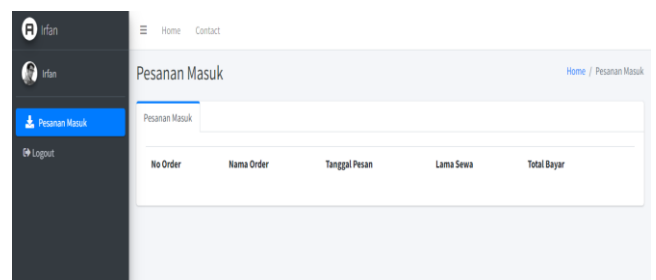 Irfan
Home Contact
Irfan
Pesanan Masuk
Home / Pesanan Masuk
Pesanan Masuk
Logout
Pesanan Masuk
No Order Nama Order Tanggal Pesan Lama Sewa Total Bayar